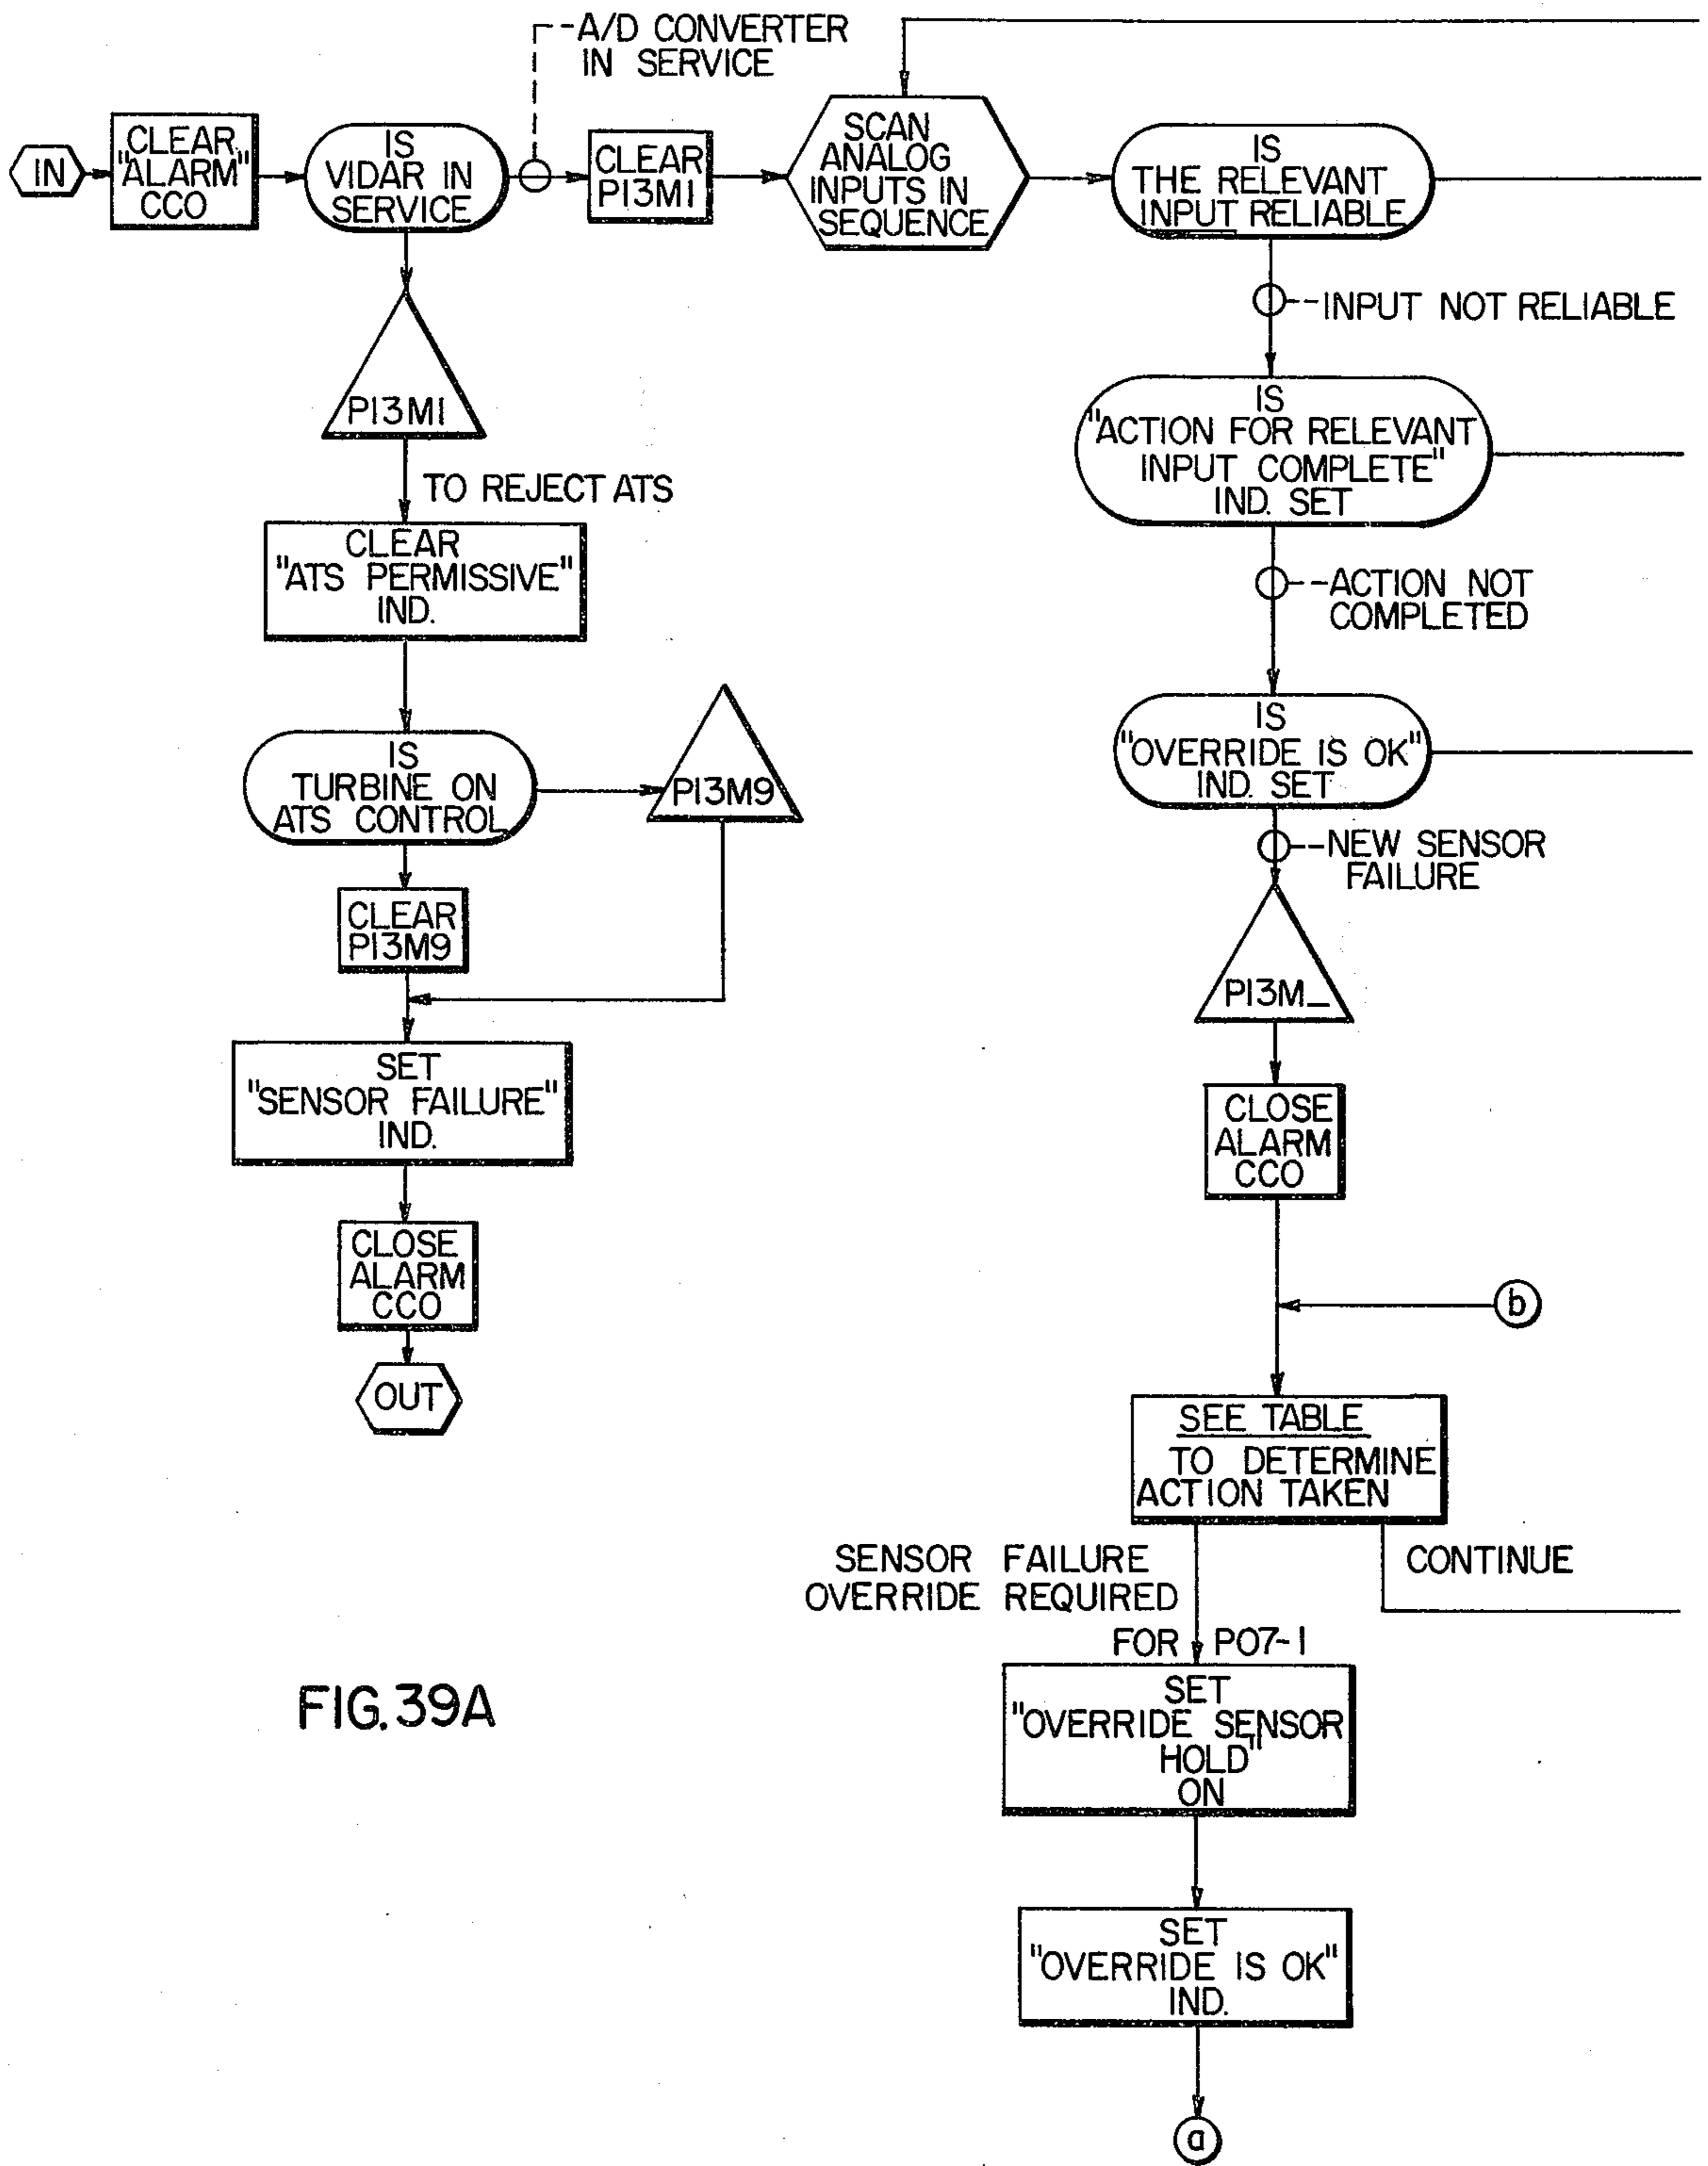 --A/D CONVERTER
IN SERVICE
IN
CLEAR
"ALARM"
CCO
IS
VIDAR IN
SERVICE
CLEAR
P13M1
SCAN
ANALOG
INPUTS IN
SEQUENCE
IS
THE RELEVANT
INPUT RELIABLE
--INPUT NOT RELIABLE
P13M1
TO REJECT ATS
CLEAR
"ATS PERMISSIVE"
IND.
IS
TURBINE ON
ATS CONTROL
P13M9
CLEAR
P13M9
SET
"SENSOR FAILURE"
IND.
CLOSE
ALARM
CCO
OUT
IS
"ACTION FOR RELEVANT
INPUT COMPLETE"
IND. SET
--ACTION NOT
COMPLETED
IS
"OVERRIDE IS OK"
IND. SET
--NEW SENSOR
FAILURE
P13M_
CLOSE
ALARM
CCO
b
SEE TABLE
TO DETERMINE
ACTION TAKEN
SENSOR FAILURE
OVERRIDE REQUIRED
CONTINUE
FOR P07-1
SET
"OVERRIDE SENSOR
HOLD"
ON
SET
"OVERRIDE IS OK"
IND.
a
FIG. 39A